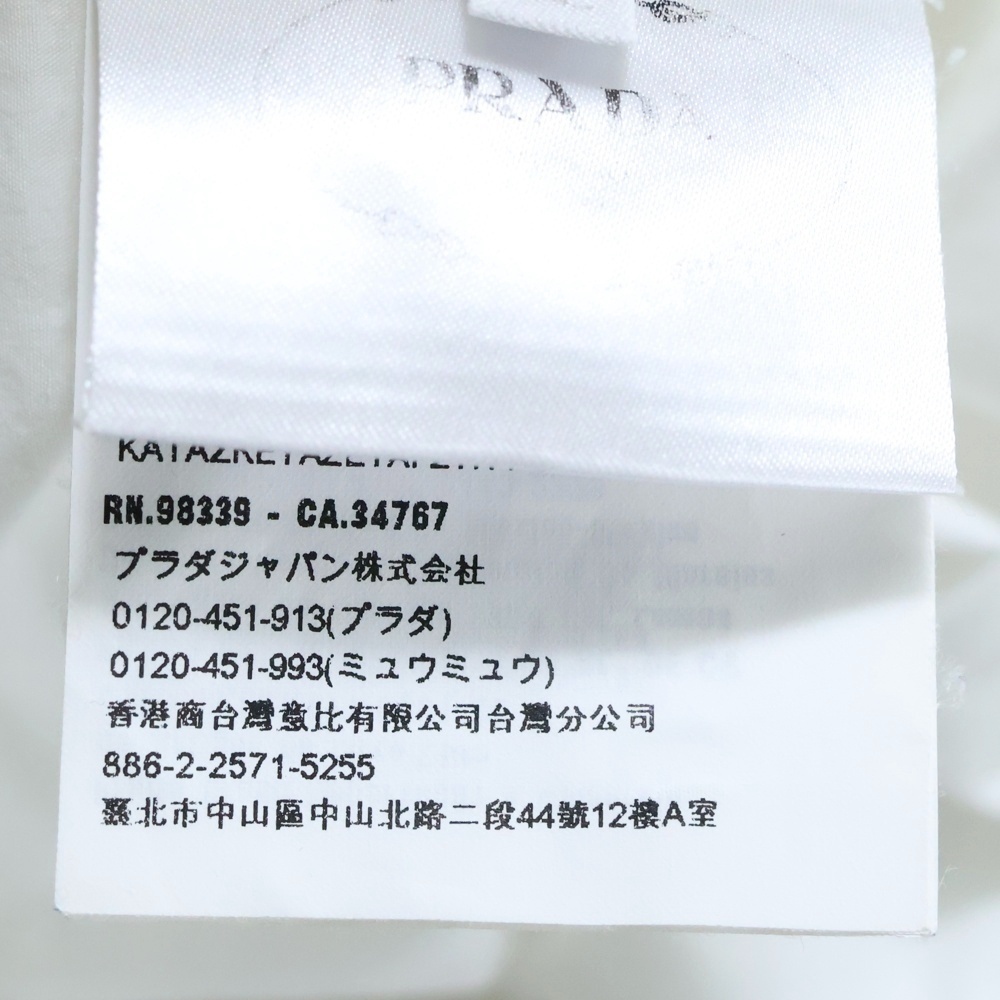 PRADA
RN.98339 - CA.34767
プラダジャパン株式会社
0120-451-913(プラダ)
0120-451-993(ミュウミュウ)
香港商台灣意比有限公司台灣分公司
886-2-2571-5255
臺北市中山區中山北路二段44號12樓A室